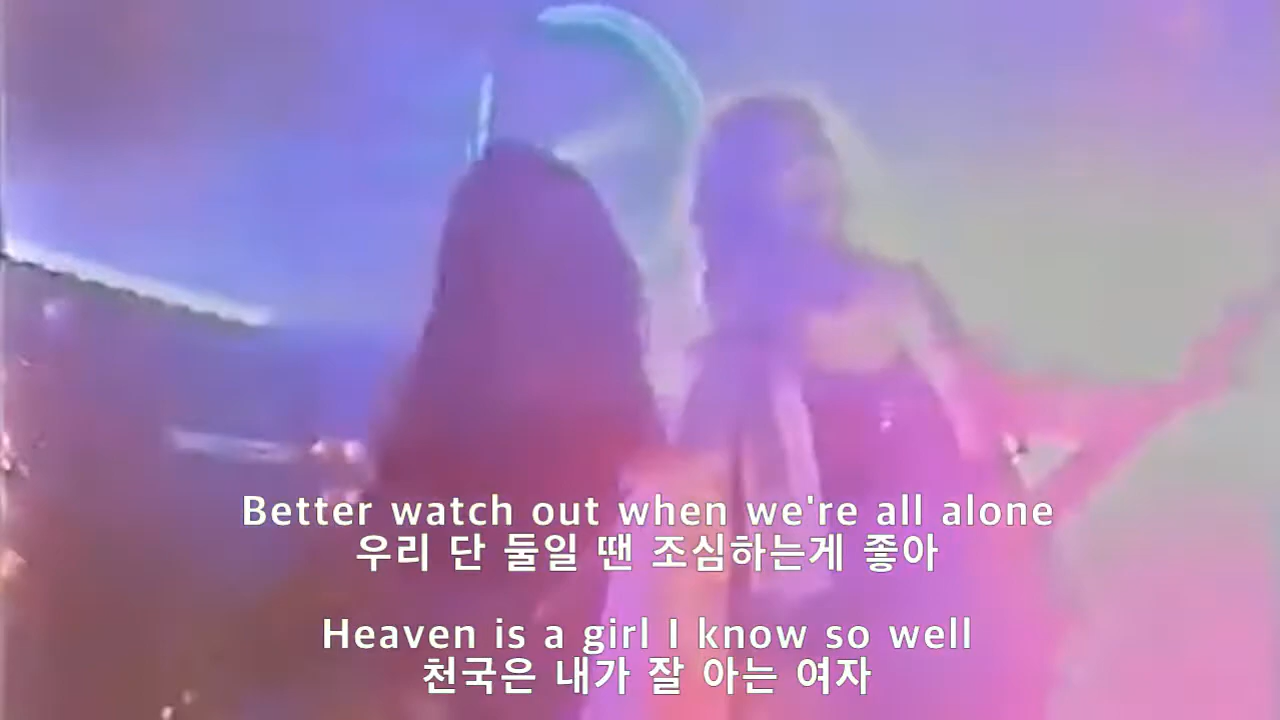 Better watch out when we're all alone
우리 단 둘일 땐 조심하는게 좋아
Heaven is a girl I know so well
천국은 내가 잘 아는 여자